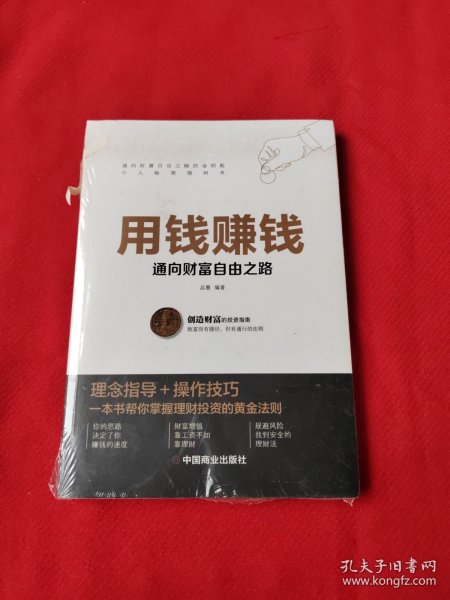 通向财富自由之路的金钥匙
个人投资理财术
用钱赚钱
通向财富自由之路
品墨 编著
创造财富的投资指南
致富没有捷径，但有通行的法则
理念指导+操作技巧
一本书帮你掌握理财投资的黄金法则
你的思路
决定了你
赚钱的速度
财富增值
靠工资不如
靠理财
规避风险
找到安全的
理财法
中国商业出版社
孔夫子旧书网
www.kongfz.com